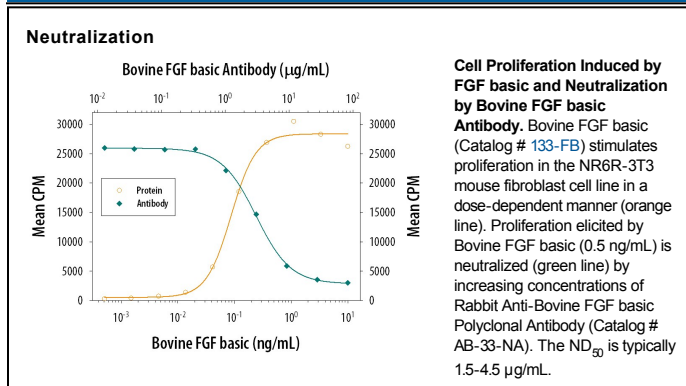 Neutralization
Bovine FGF basic Antibody (µg/mL)
10-2 10-1 100 101 102
30000 30000
25000 25000
20000 20000
15000 15000
10000 10000
5000 5000
0 0
Mean CPM
Mean CPM
Protein
Antibody
10-3 10-2 10-1 100 101
Bovine FGF basic (ng/mL)
Cell Proliferation Induced by
FGF basic and Neutralization
by Bovine FGF basic
Antibody. Bovine FGF basic
(Catalog # 133-FB) stimulates
proliferation in the NR6R-3T3
mouse fibroblast cell line in a
dose-dependent manner (orange
line). Proliferation elicited by
Bovine FGF basic (0.5 ng/mL) is
neutralized (green line) by
increasing concentrations of
Rabbit Anti-Bovine FGF basic
Polyclonal Antibody (Catalog #
AB-33-NA). The ND50 is typically
1.5-4.5 µg/mL.